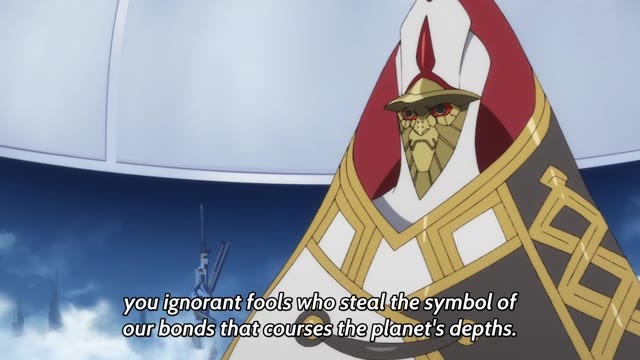 you ignorant fools who steal the symbol of
our bonds that courses the planet's depths.